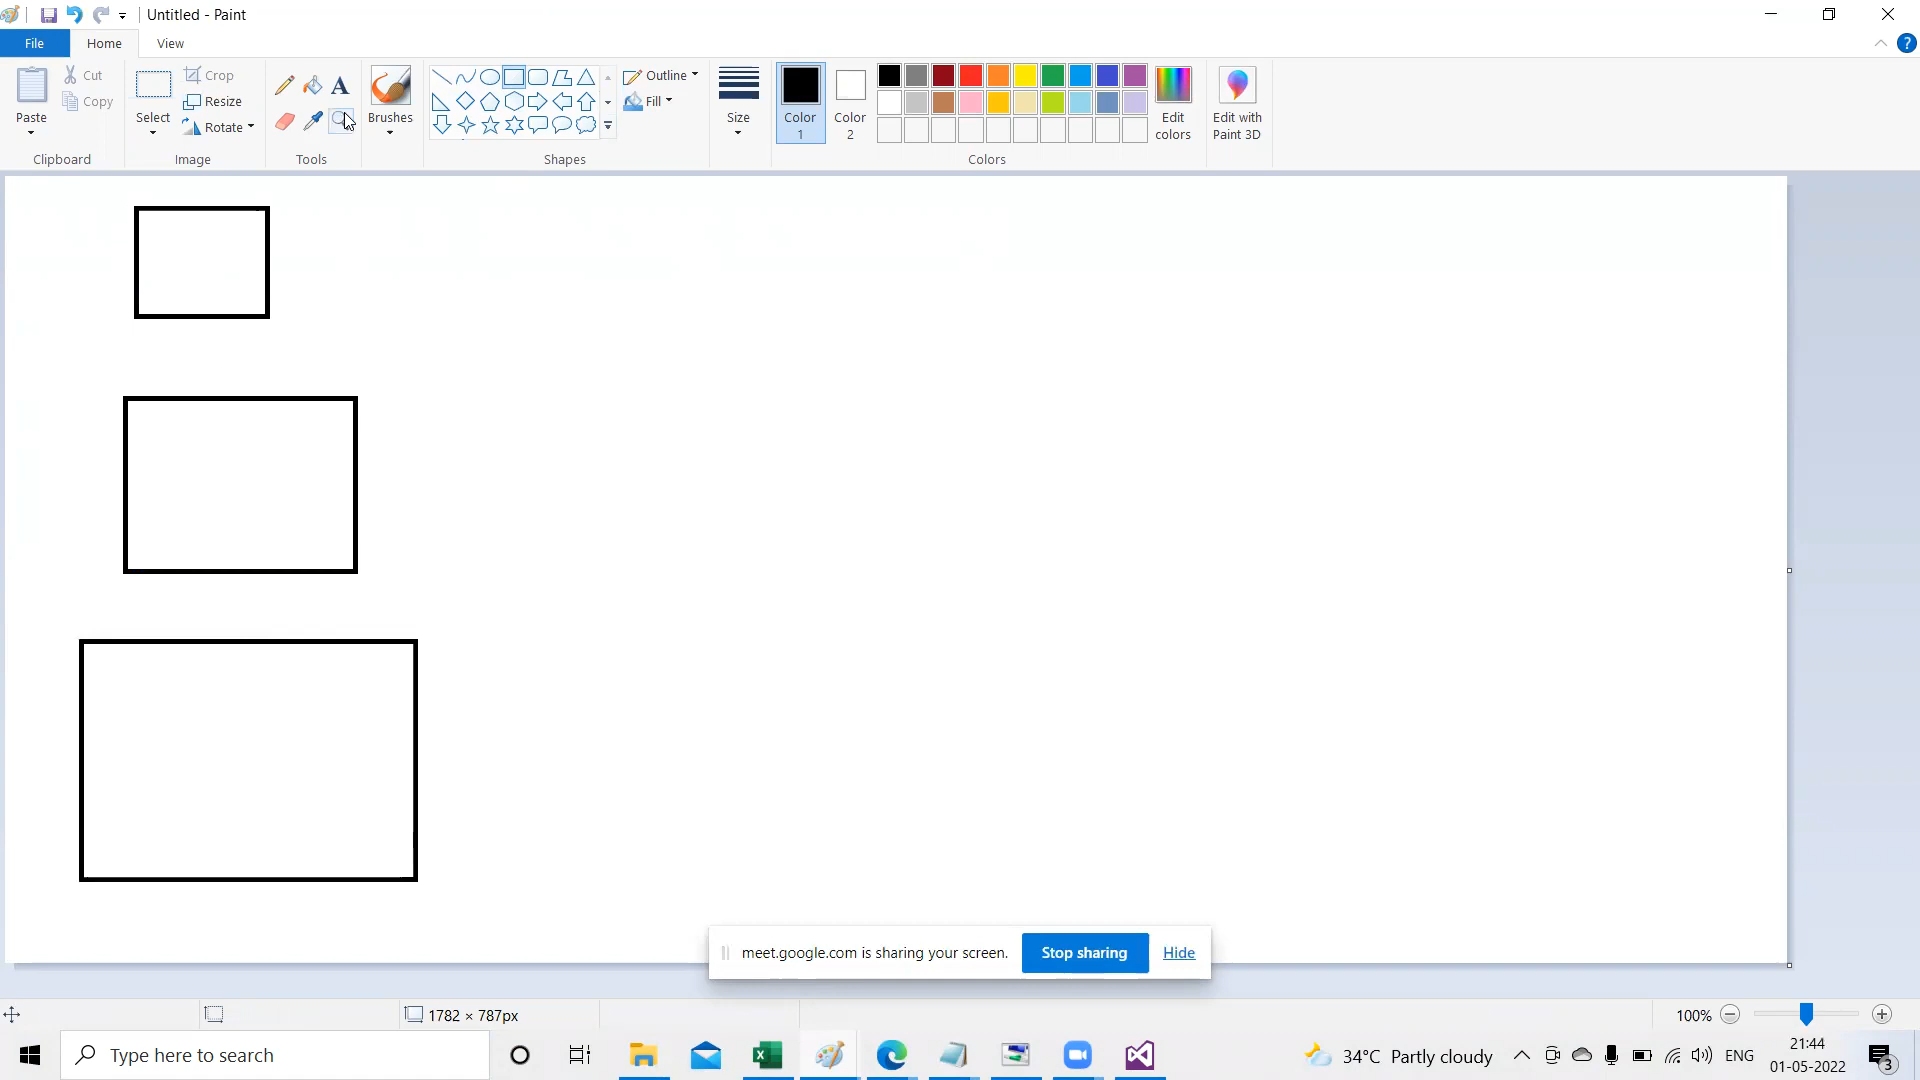 Untitled - Paint
File Home View
Paste
Cut
Copy
Clipboard
Select
Crop
Resize
Rotate
Image
A
Tools
Brushes
Outline
Fill
Shapes
Size
Color 1
Color 2
Colors
Edit colors
Edit with Paint 3D
meet.google.com is sharing your screen. Stop sharing Hide
1782 × 787px
100%
Type here to search
34°C Partly cloudy
ENG
21:44
01-05-2022
3